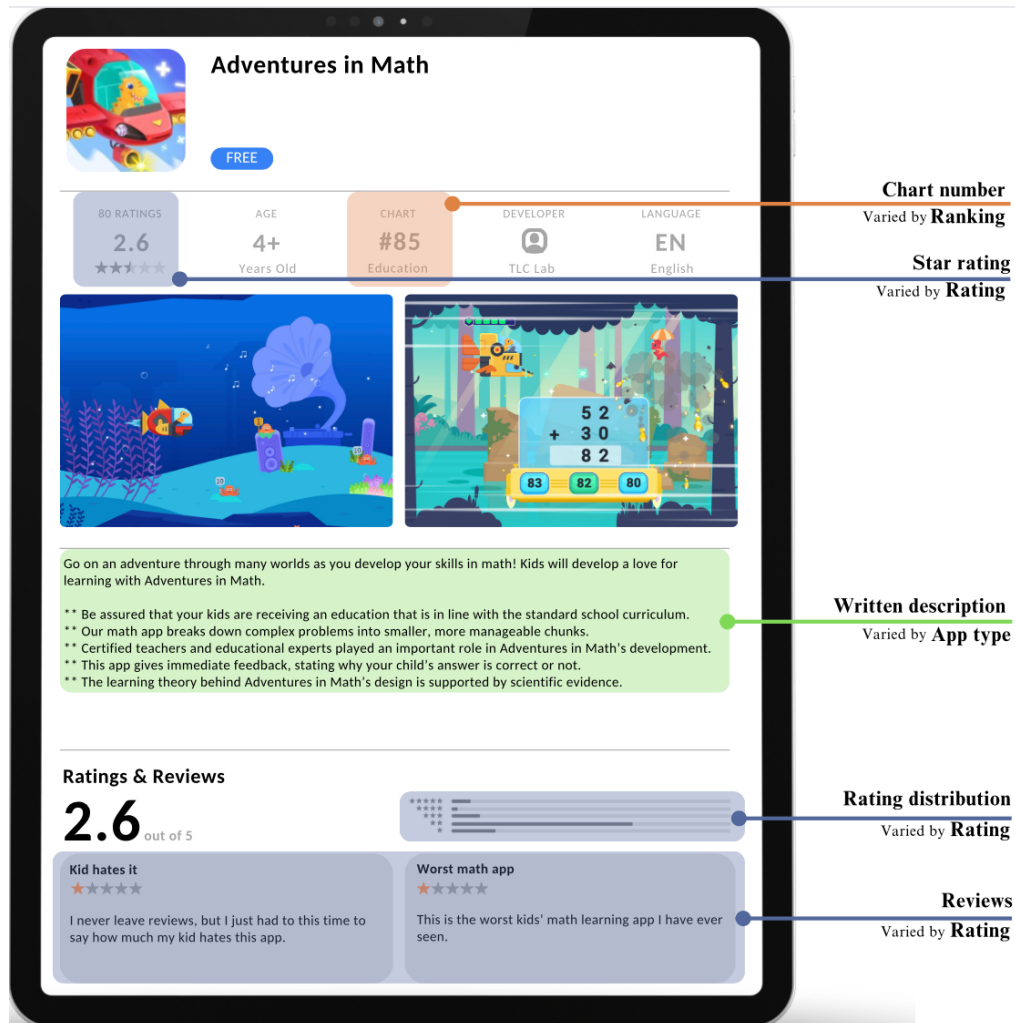 Adventures in Math
FREE
Chart number
Varied by Ranking
80 RATINGS
AGE
CHART
DEVELOPER
LANGUAGE
2.6
4+
#85
EN
Years Old
Education
TLC Lab
English
Star rating
Varied by Rating
10
10
52
+ 30
82
83
82
80
Go on an adventure through many worlds as you develop your skills in math! Kids will develop a love for
learning with Adventures in Math.
** Be assured that your kids are receiving an education that is in line with the standard school curriculum.
** Our math app breaks down complex problems into smaller, more manageable chunks.
** Certified teachers and educational experts played an important role in Adventures in Math's development.
** This app gives immediate feedback, stating why your child's answer is correct or not.
** The learning theory behind Adventures in Math's design is supported by scientific evidence.
Written description
Varied by App type
Ratings & Reviews
2.6 out of 5
Rating distribution
Varied by Rating
Kid hates it
I never leave reviews, but I just had to this time to
say how much my kid hates this app.
Worst math app
This is the worst kids' math learning app I have ever
seen.
Reviews
Varied by Rating